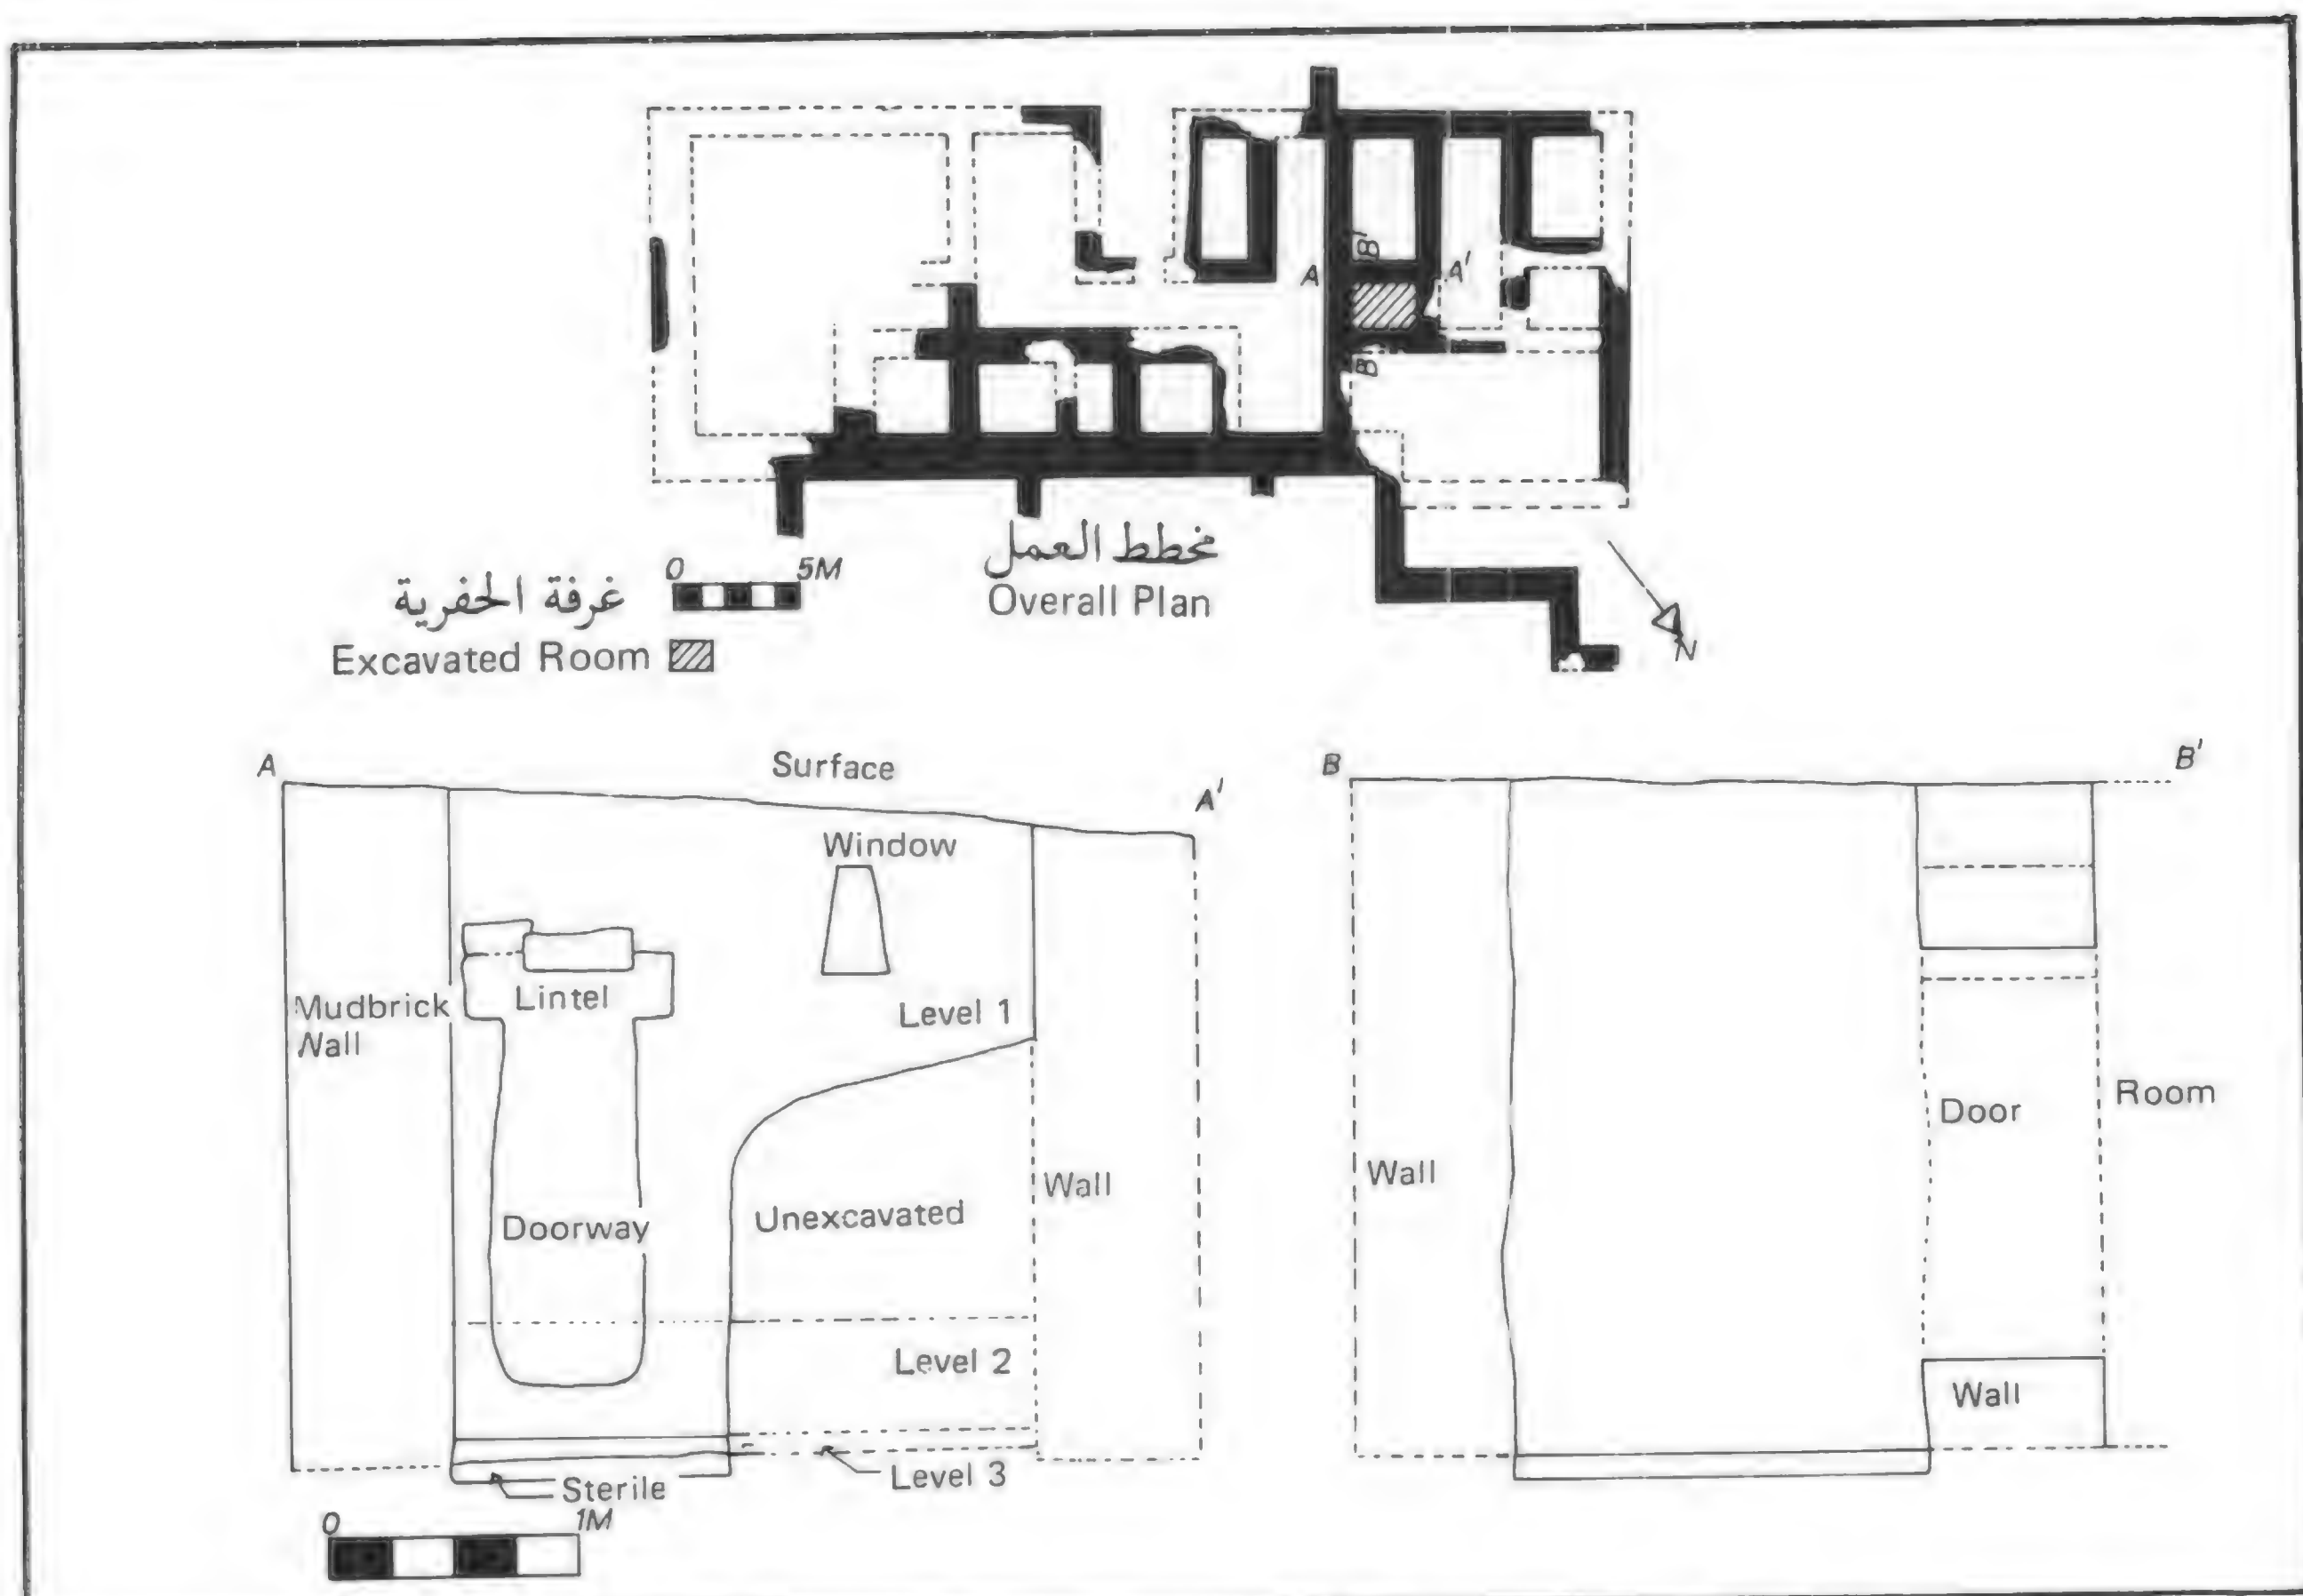 B'
A
A'
B
مخطط العمل
Overall Plan
0 5M
غرفة الحفرية
Excavated Room
N
A
Surface
A'
Window
Mudbrick
Wall
Lintel
Level 1
Doorway
Unexcavated
Wall
Level 2
Level 3
Sterile
0 1M
B
B'
Wall
Door
Room
Wall